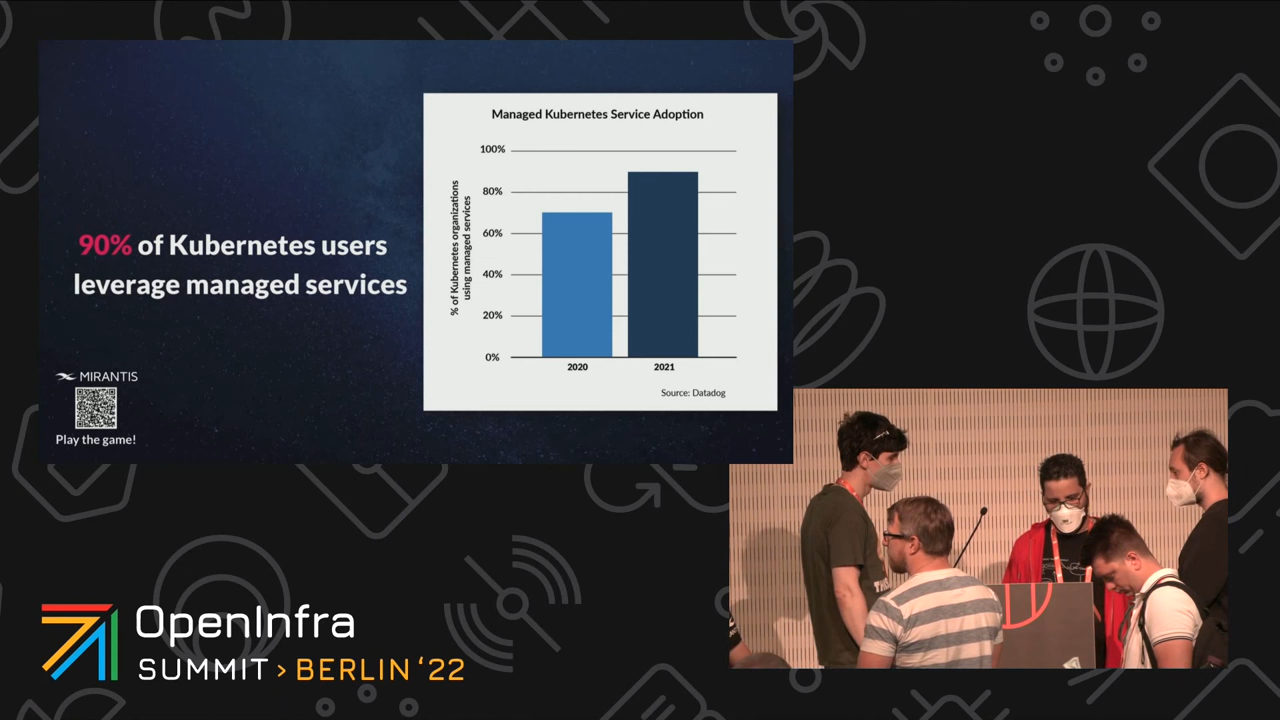 Managed Kubernetes Service Adoption
100%
80%
60%
40%
20%
0%
% of Kubernetes organizations
using managed services
2020
2021
Source: Datadog
90% of Kubernetes users
leverage managed services
MIRANTIS
Play the game!
OpenInfra
SUMMIT > BERLIN '22